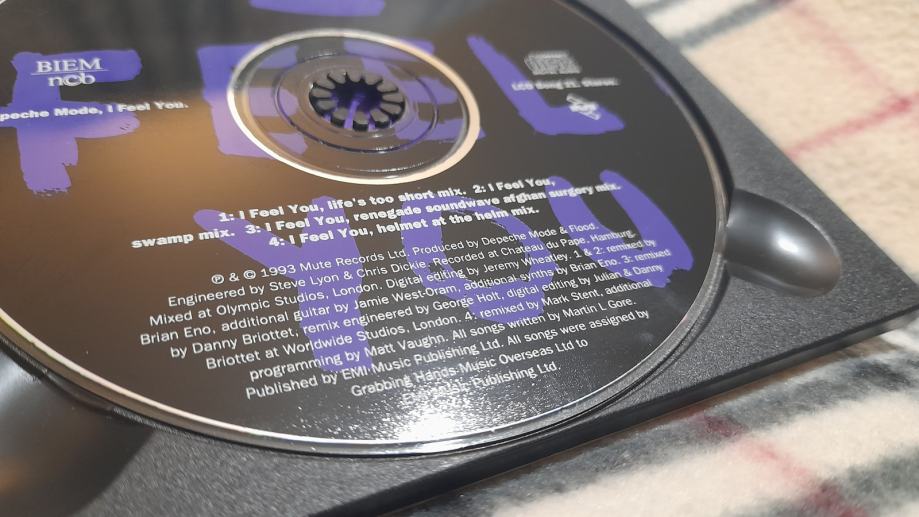 FEEL
BIEM
ncb
LCD Bong 21. Stereo.
peche Mode, I Feel You.
1: I Feel You, life's too short mix. 2: I Feel You,
swamp mix. 3: I Feel You, renegade soundwave afghan surgery mix.
4: I Feel You, helmet at the helm mix.
YOU
℗ & © 1993 Mute Records Ltd. Produced by Depeche Mode & Flood.
Engineered by Steve Lyon & Chris Dickie. Recorded at Chateau du Pape, Hamburg.
Mixed at Olympic Studios, London. Digital editing by Jeremy Wheatley. 1 & 2: remixed by
Brian Eno, additional guitar by Jamie West-Oram, additional synths by Brian Eno. 3: remixed
by Danny Briottet, remix engineered by George Holt, digital editing by Julian & Danny
Briottet at Worldwide Studios, London. 4: remixed by Mark Stent, additional
programming by Matt Vaughn. All songs written by Martin L Gore.
Published by EMI Music Publishing Ltd. All songs were assigned by
Grabbing Hands Music Overseas Ltd to
EMI Music Publishing Ltd.